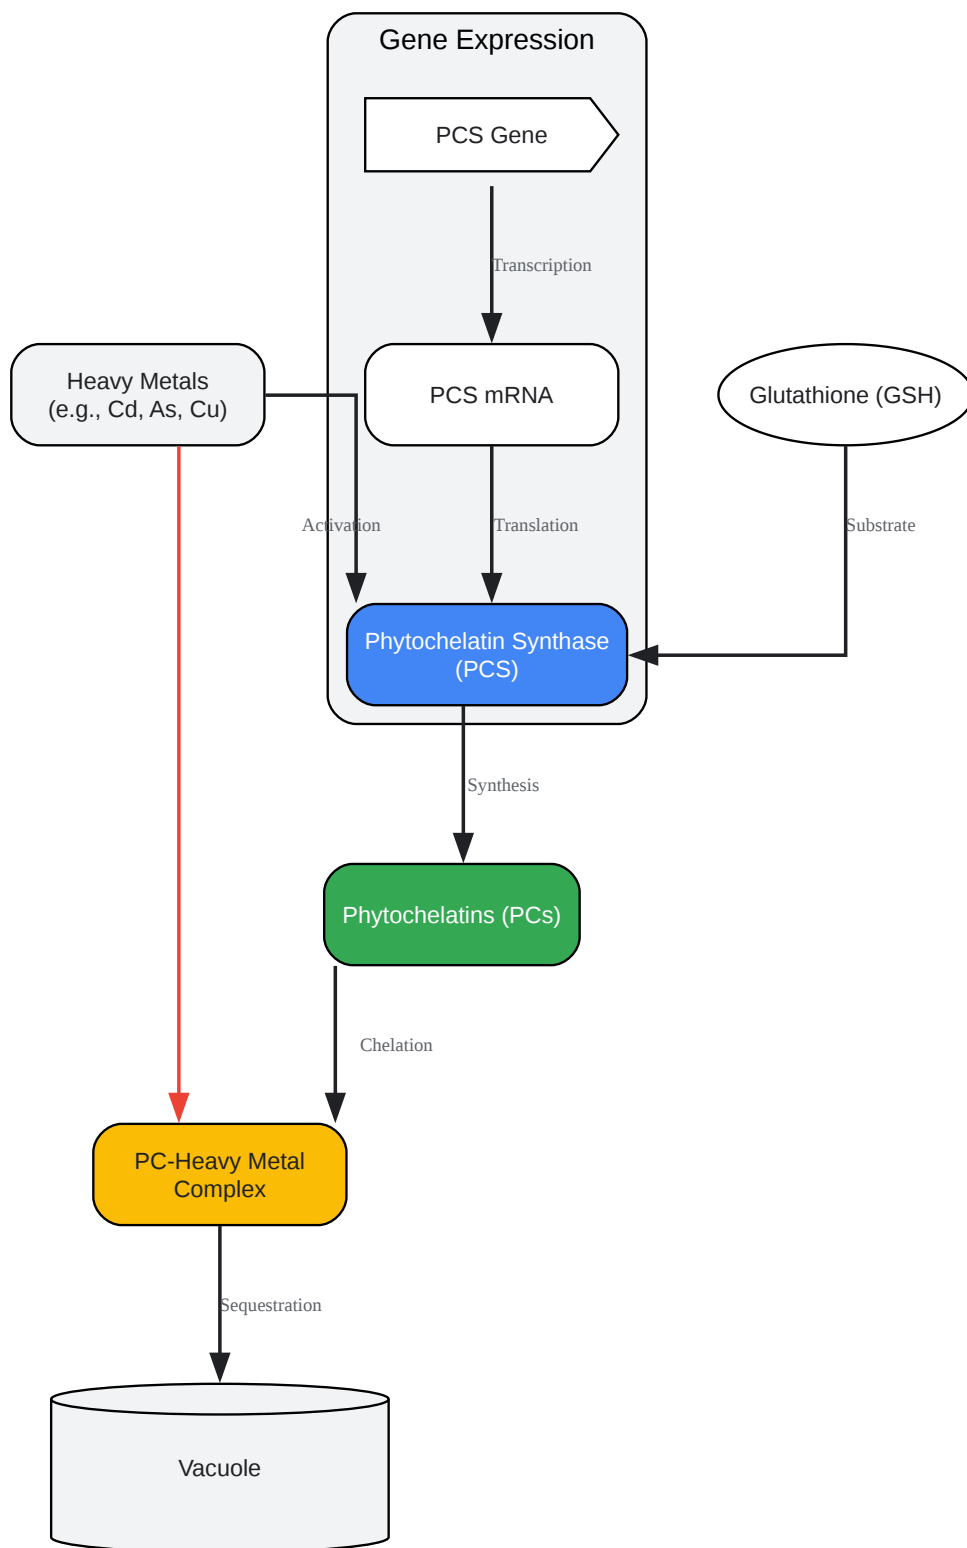 Gene Expression
PCS Gene
Transcription
Heavy Metals
(e.g., Cd, As, Cu)
PCS mRNA
Glutathione (GSH)
Activation
Translation
Substrate
Phytochelatin Synthase
(PCS)
Synthesis
Phytochelatins (PCs)
Chelation
PC-Heavy Metal
Complex
Sequestration
Vacuole